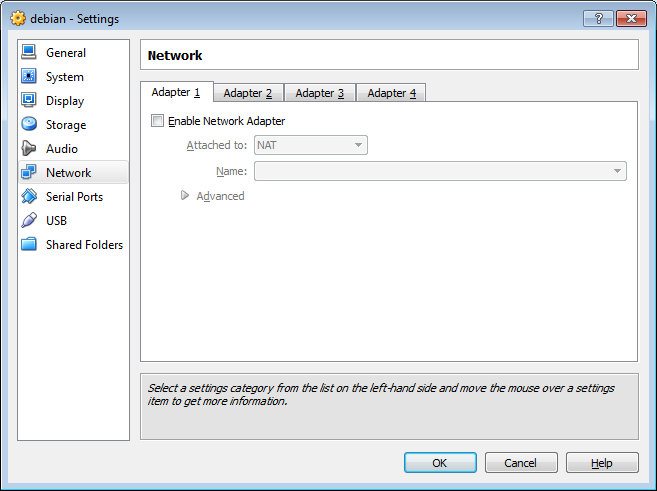 debian - Settings
General
System
Display
Storage
Audio
Network
Serial Ports
USB
Shared Folders
Network
Adapter 1 Adapter 2 Adapter 3 Adapter 4
Enable Network Adapter
Attached to: NAT
Name:
Advanced
Select a settings category from the list on the left-hand side and move the mouse over a settings
item to get more information.
OK Cancel Help